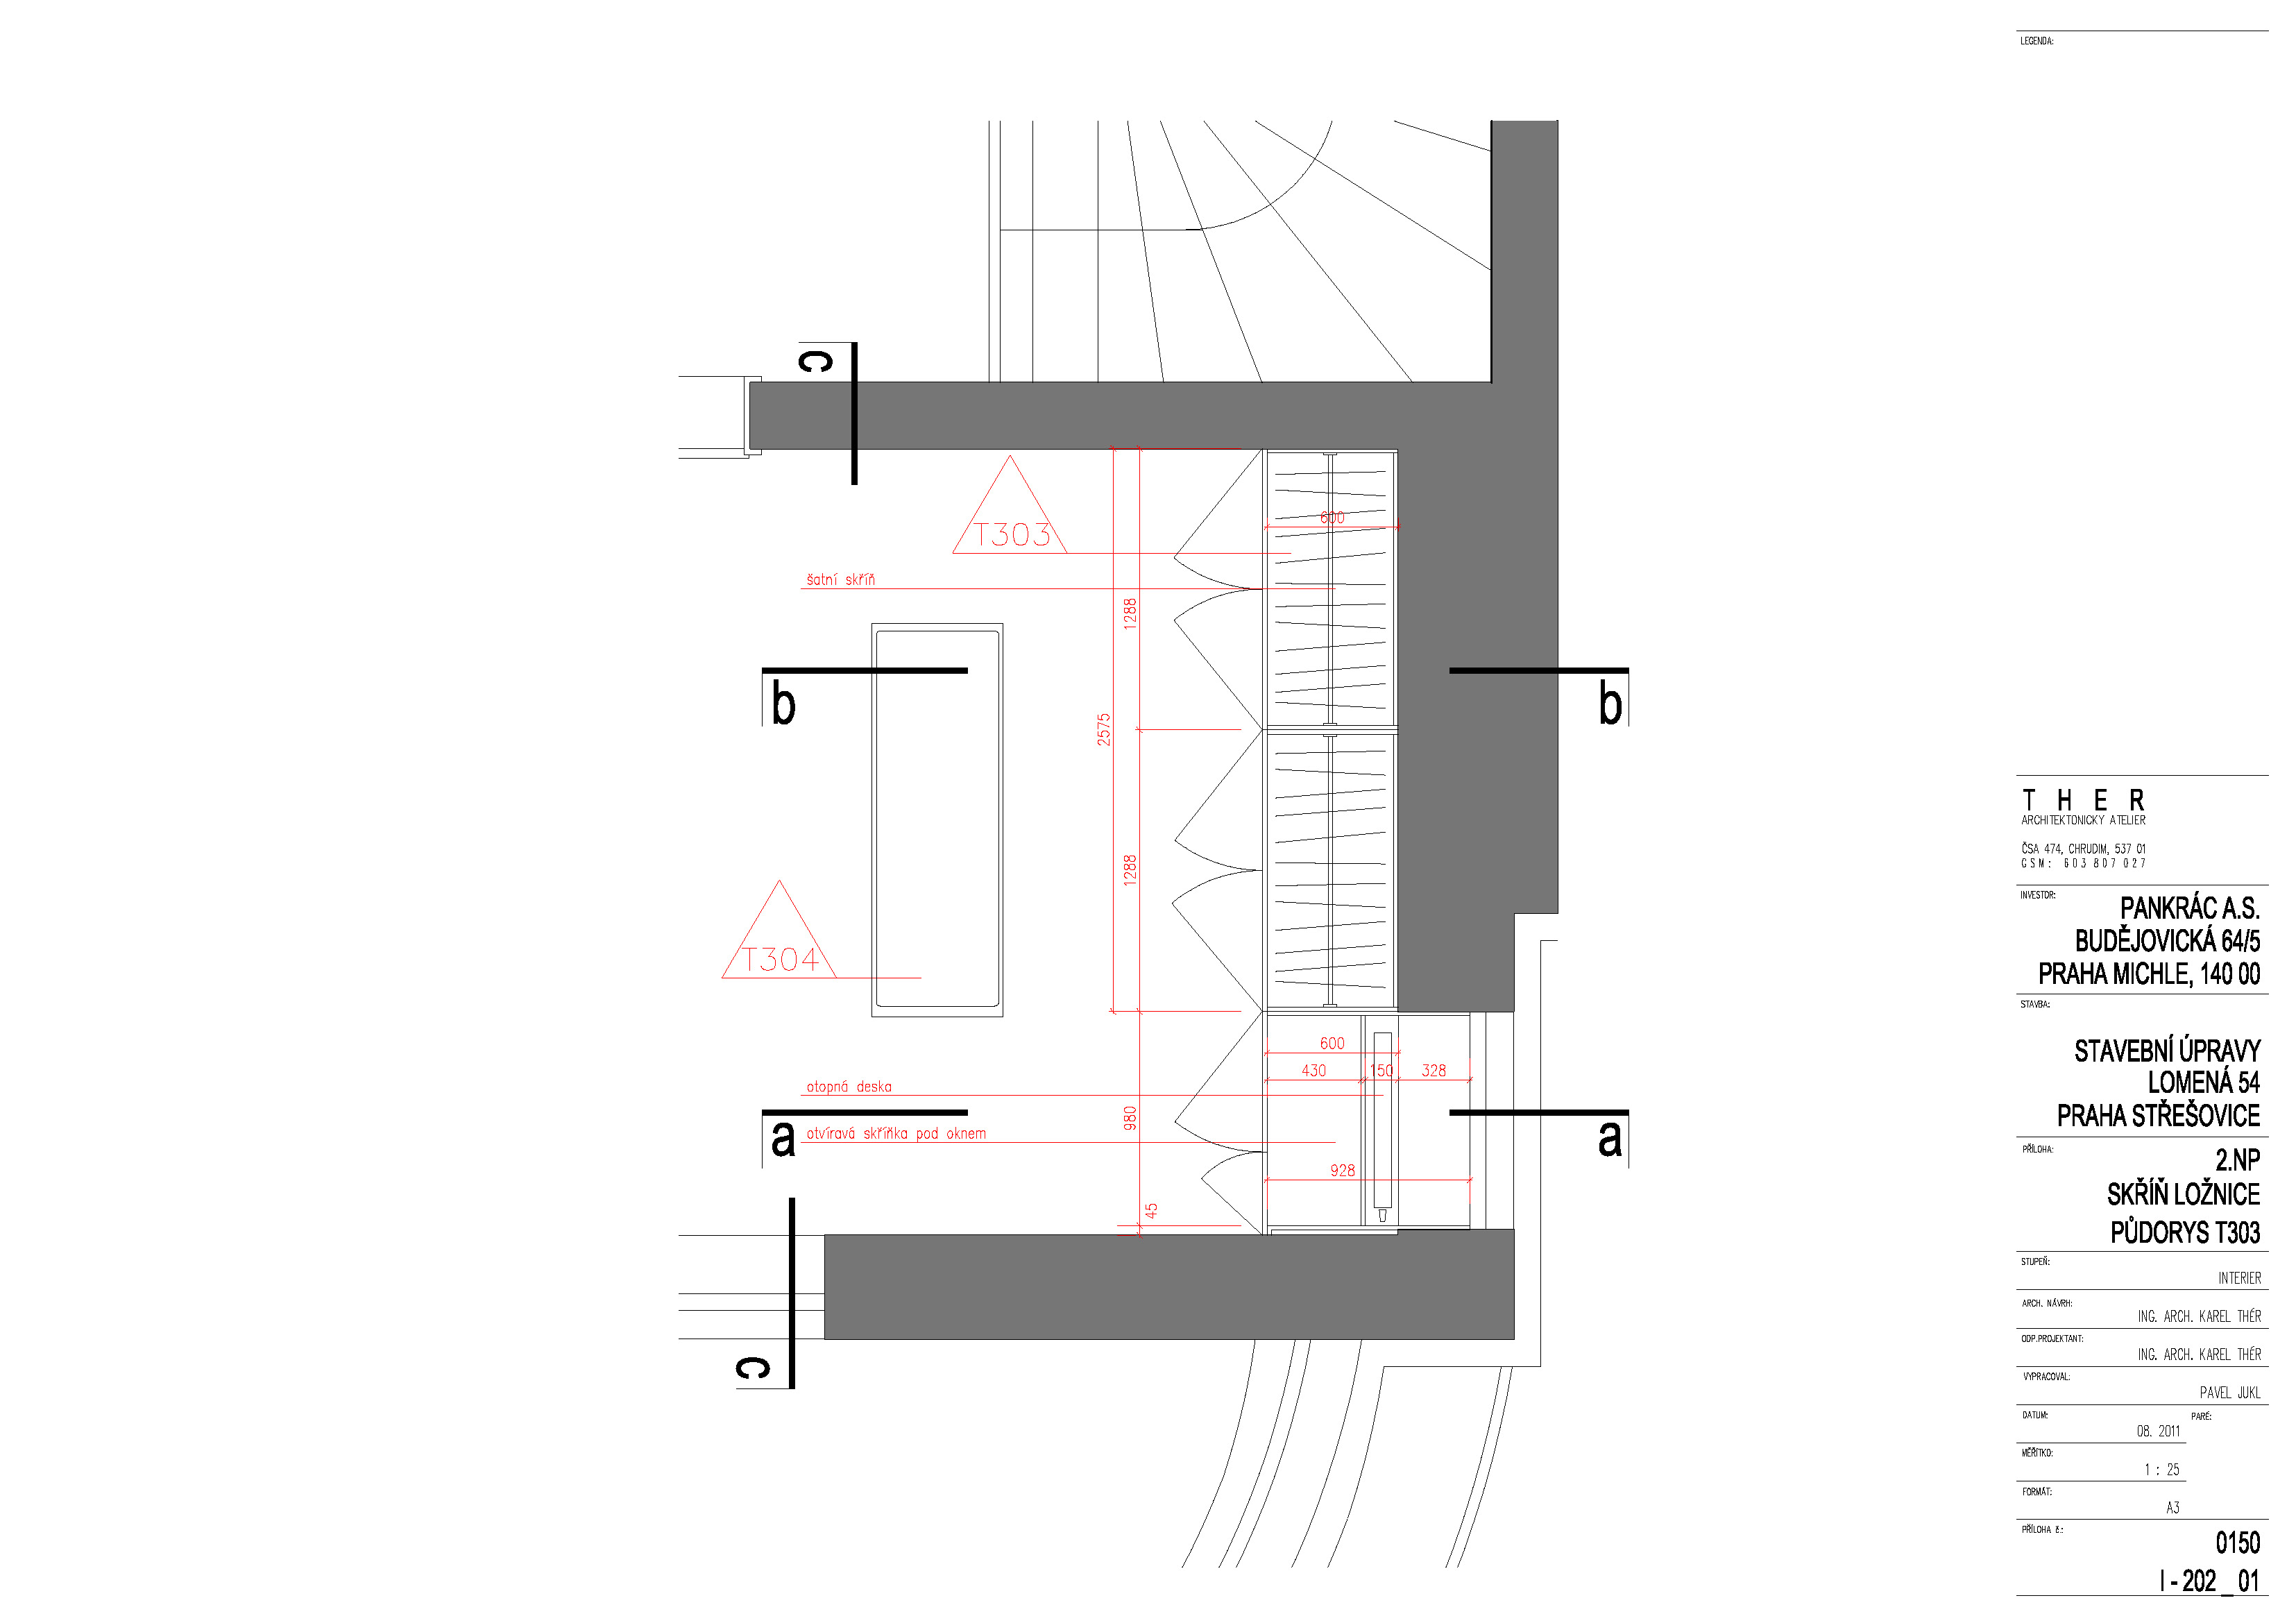 LEGENDA:
c
T303
600
šatní skříň
1288
b
b
2575
1288
T304
600
430
150
328
otopná deska
980
a
a
otvíravá skříňka pod oknem
928
45
c
T H E R
ARCHITEKTONICKÝ ATELIER
ČSA 474, CHRUDIM, 537 01
GSM: 603 807 027
INVESTOR:
PANKRÁC A.S.
BUDĚJOVICKÁ 64/5
PRAHA MICHLE, 140 00
STAVBA:
STAVEBNÍ ÚPRAVY
LOMENÁ 54
PRAHA STŘEŠOVICE
PŘÍLOHA:
2.NP
SKŘÍŇ LOŽNICE
PŮDORYS T303
STUPEŇ:
INTERIER
ARCH. NÁVRH:
ING. ARCH. KAREL THÉR
ODP.PROJEKTANT:
ING. ARCH. KAREL THÉR
VYPRACOVAL:
PAVEL JUKL
DATUM:
PARÉ:
08. 2011
MĚŘÍTKO:
1 : 25
FORMÁT:
A3
PŘÍLOHA č.:
0150
I - 202 _ 01